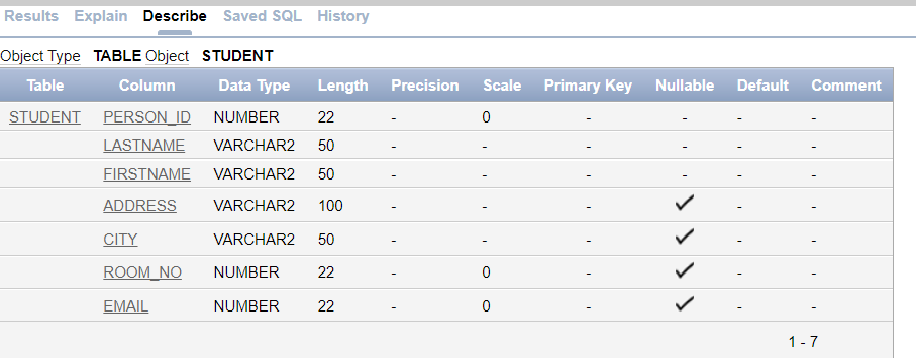 Results Explain Describe Saved SQL History
Object Type TABLE Object STUDENT
Table Column Data Type Length Precision Scale Primary Key Nullable Default Comment
STUDENT PERSON_ID NUMBER 22 - 0 - - - -
LASTNAME VARCHAR2 50 - - - - - -
FIRSTNAME VARCHAR2 50 - - - - - -
ADDRESS VARCHAR2 100 - - - ✓ - -
CITY VARCHAR2 50 - - - ✓ - -
ROOM_NO NUMBER 22 - 0 - ✓ - -
EMAIL NUMBER 22 - 0 - ✓ - -
1 - 7